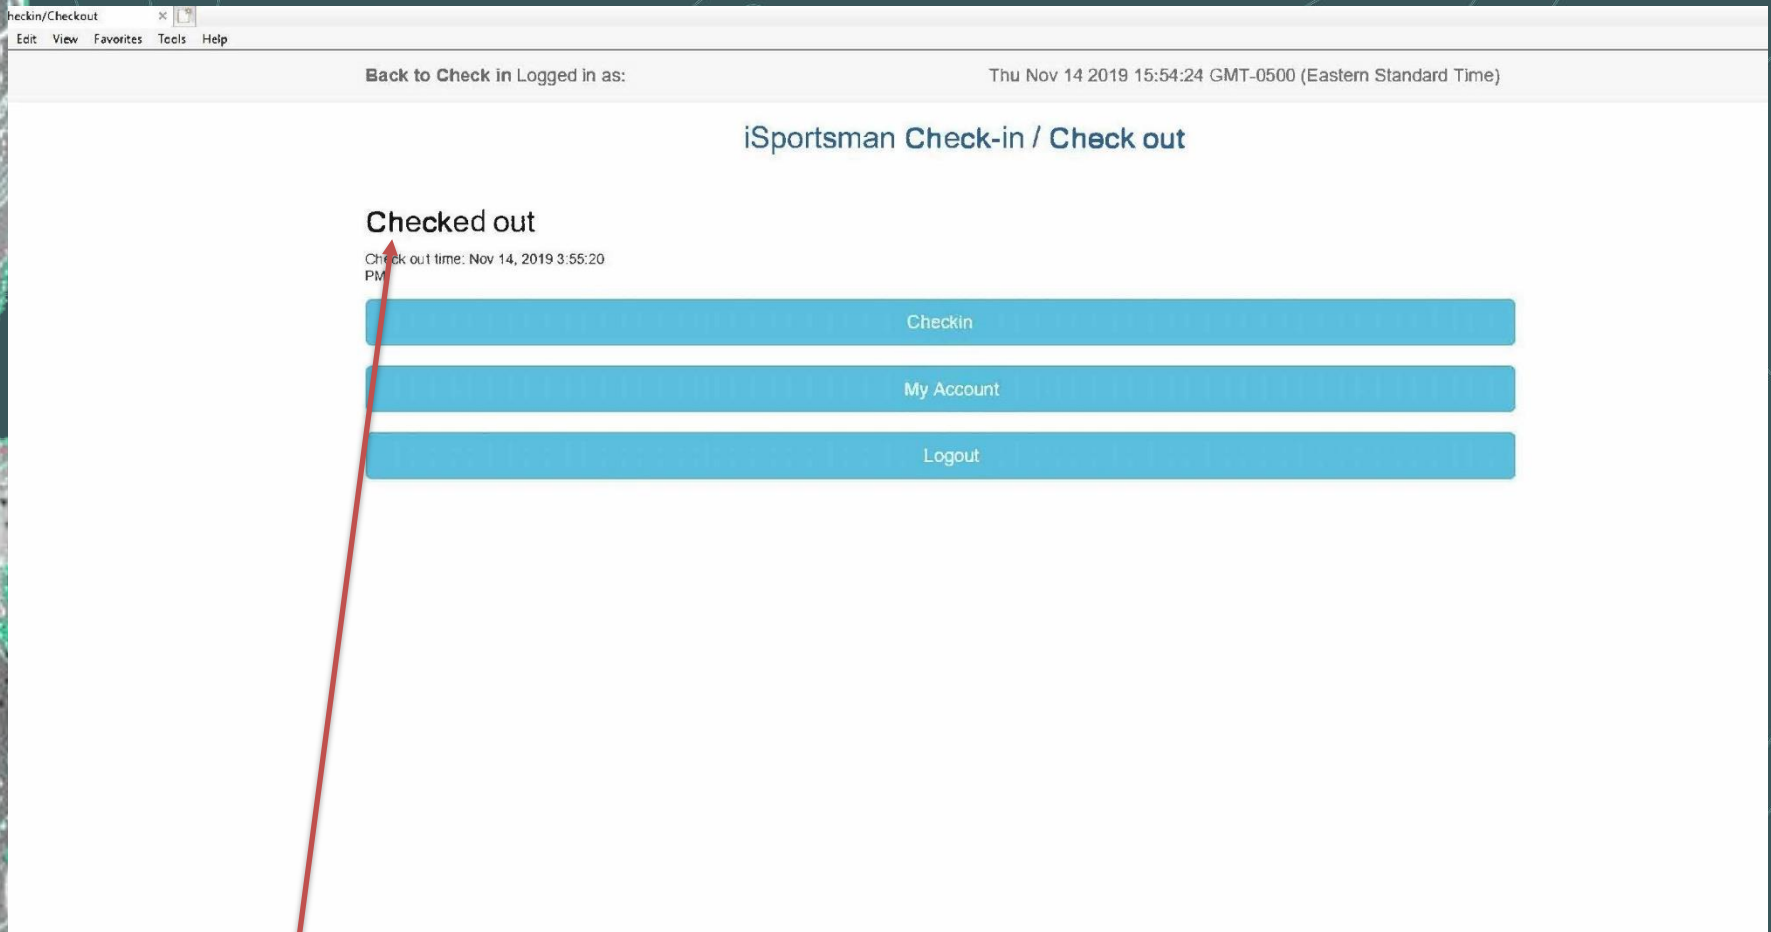 heckin/Checkout
Edit View Favorites Tools Help
Back to Check in Logged in as: Thu Nov 14 2019 15:54:24 GMT-0500 (Eastern Standard Time)
iSportsman Check-in / Check out
Checked out
Check out time: Nov 14, 2019 3:55:20
PM
Checkin
My Account
Logout